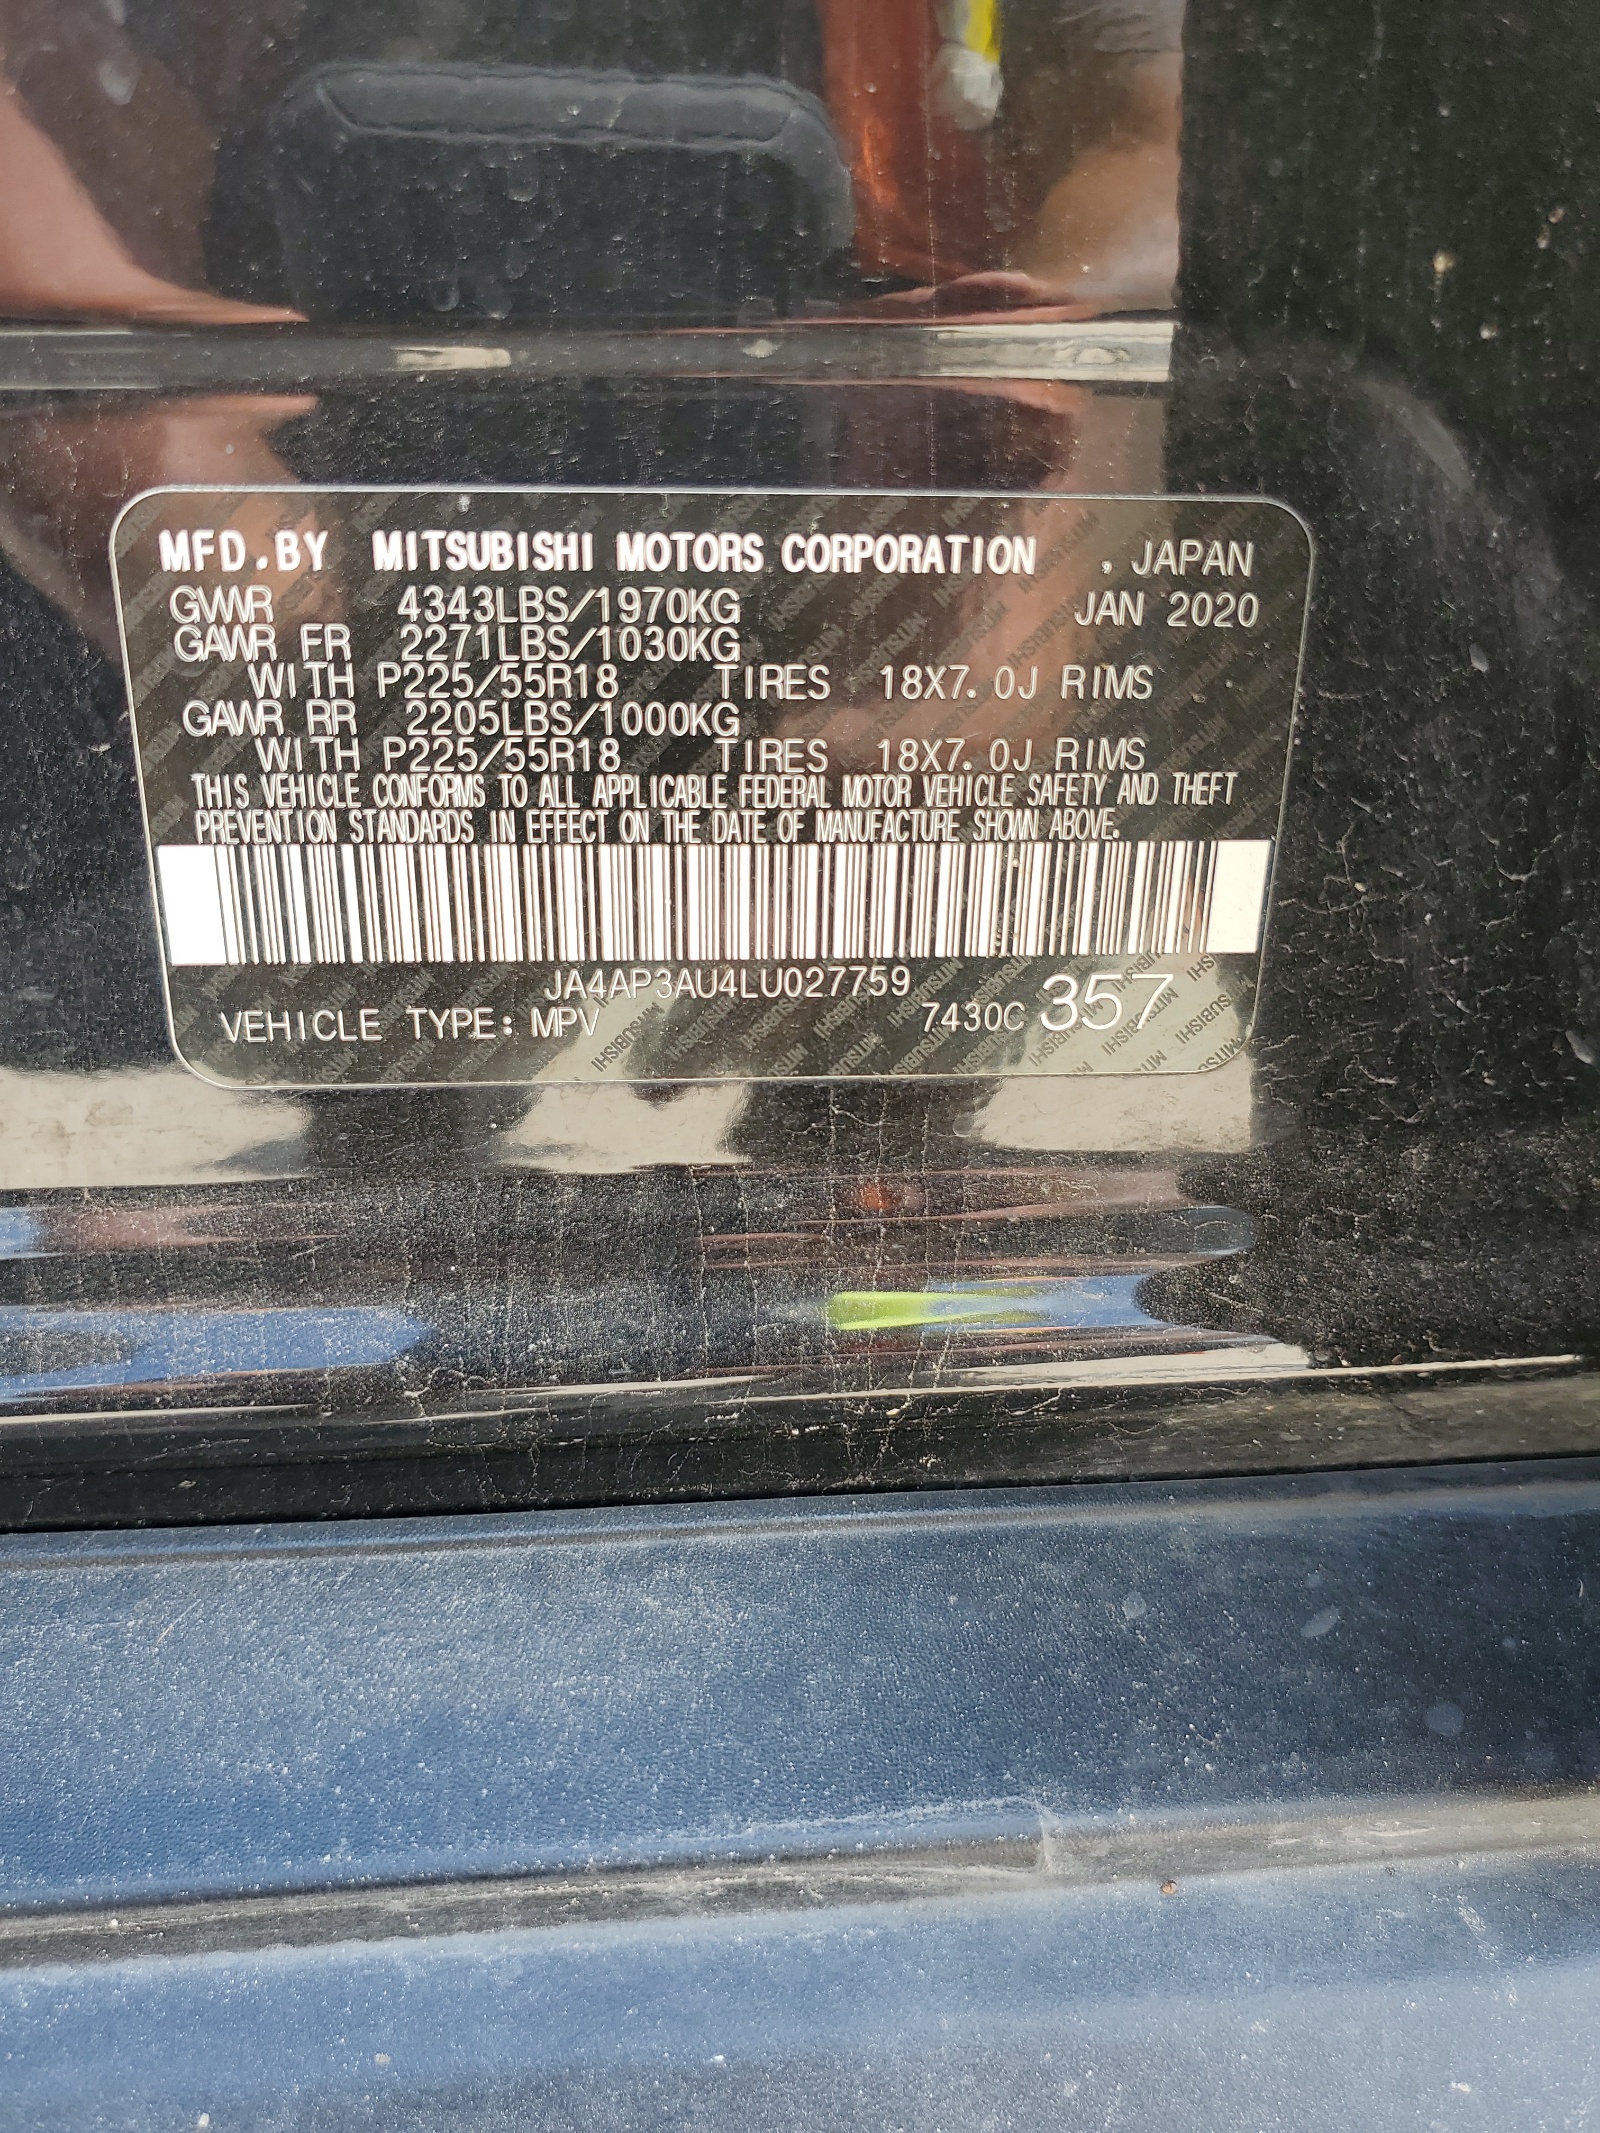 MFD.BY MITSUBISHI MOTORS CORPORATION , JAPAN
GVWR 4343LBS/1970KG JAN 2020
GAWR FR 2271LBS/1030KG
WITH P225/55R18 TIRES 18X7.0J RIMS
GAWR RR 2205LBS/1000KG
WITH P225/55R18 TIRES 18X7.0J RIMS
THIS VEHICLE CONFORMS TO ALL APPLICABLE FEDERAL MOTOR VEHICLE SAFETY AND THEFT
PREVENTION STANDARDS IN EFFECT ON THE DATE OF MANUFACTURE SHOWN ABOVE.
JA4AP3AU4LU027759
VEHICLE TYPE: MPV 7430C 357